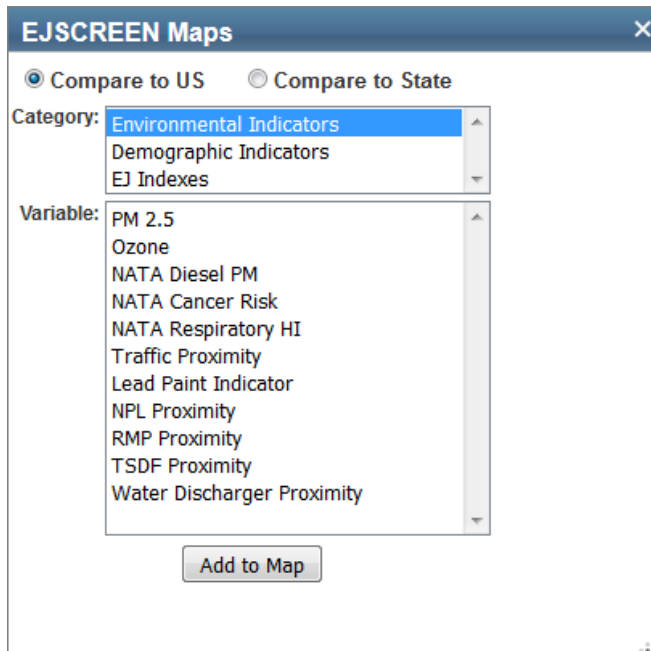 EJSCREEN Maps
Compare to US Compare to State
Category: Environmental Indicators
Demographic Indicators
EJ Indexes
Variable: PM 2.5
Ozone
NATA Diesel PM
NATA Cancer Risk
NATA Respiratory HI
Traffic Proximity
Lead Paint Indicator
NPL Proximity
RMP Proximity
TSDF Proximity
Water Discharger Proximity
Add to Map